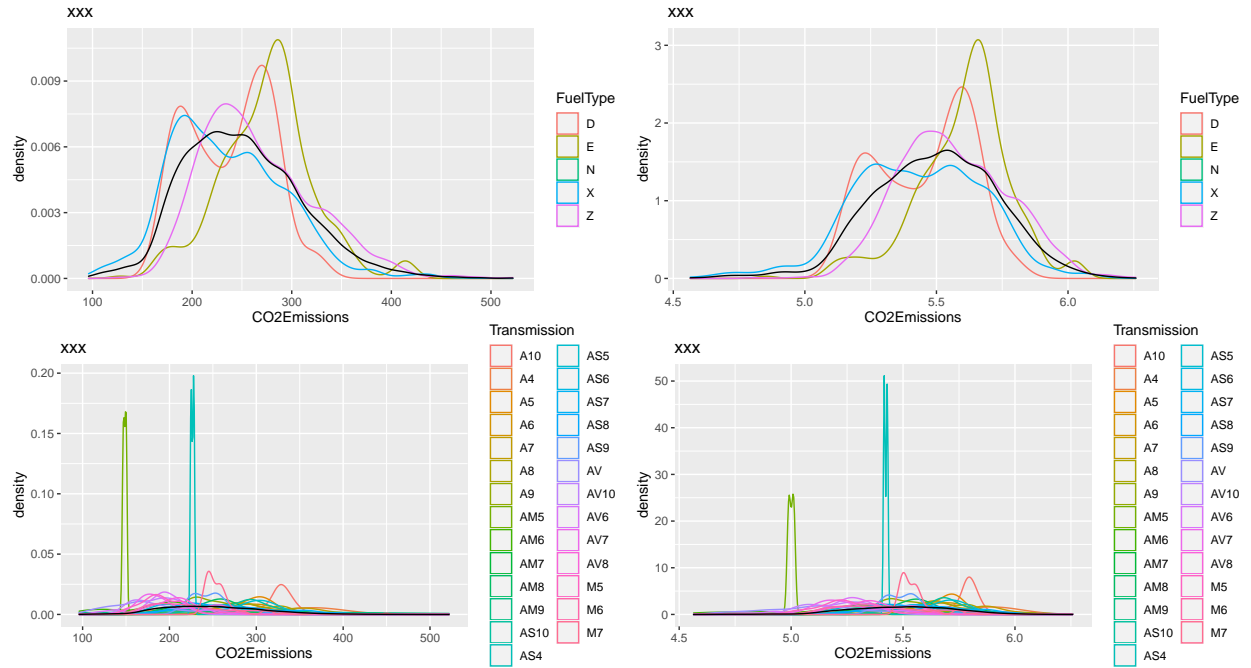 xxx
0.009
0.006
0.003
0.000
density
100 200 300 400 500
CO2Emissions
FuelType
D
E
N
X
Z
xxx
3
2
1
0
density
4.5 5.0 5.5 6.0
CO2Emissions
FuelType
D
E
N
X
Z
xxx
0.20
0.15
0.10
0.05
0.00
density
100 200 300 400 500
CO2Emissions
Transmission
A10 AS5
A4 AS6
A5 AS7
A6 AS8
A7 AS9
A8 AV
A9 AV10
AM5 AV6
AM6 AV7
AM7 AV8
AM8 M5
AM9 M6
AS10 M7
AS4
xxx
50
40
30
20
10
0
density
4.5 5.0 5.5 6.0
CO2Emissions
Transmission
A10 AS5
A4 AS6
A5 AS7
A6 AS8
A7 AS9
A8 AV
A9 AV10
AM5 AV6
AM6 AV7
AM7 AV8
AM8 M5
AM9 M6
AS10 M7
AS4